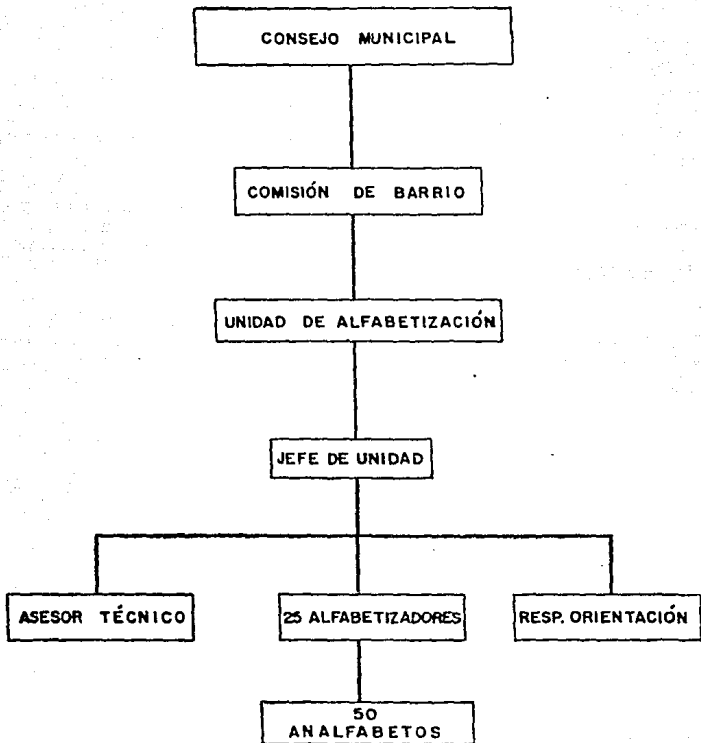 CONSEJO MUNICIPAL
COMISIÓN DE BARRIO
UNIDAD DE ALFABETIZACIÓN
JEFE DE UNIDAD
ASESOR TÉCNICO
25 ALFABETIZADORES
RESP. ORIENTACIÓN
50
ANALFABETOS